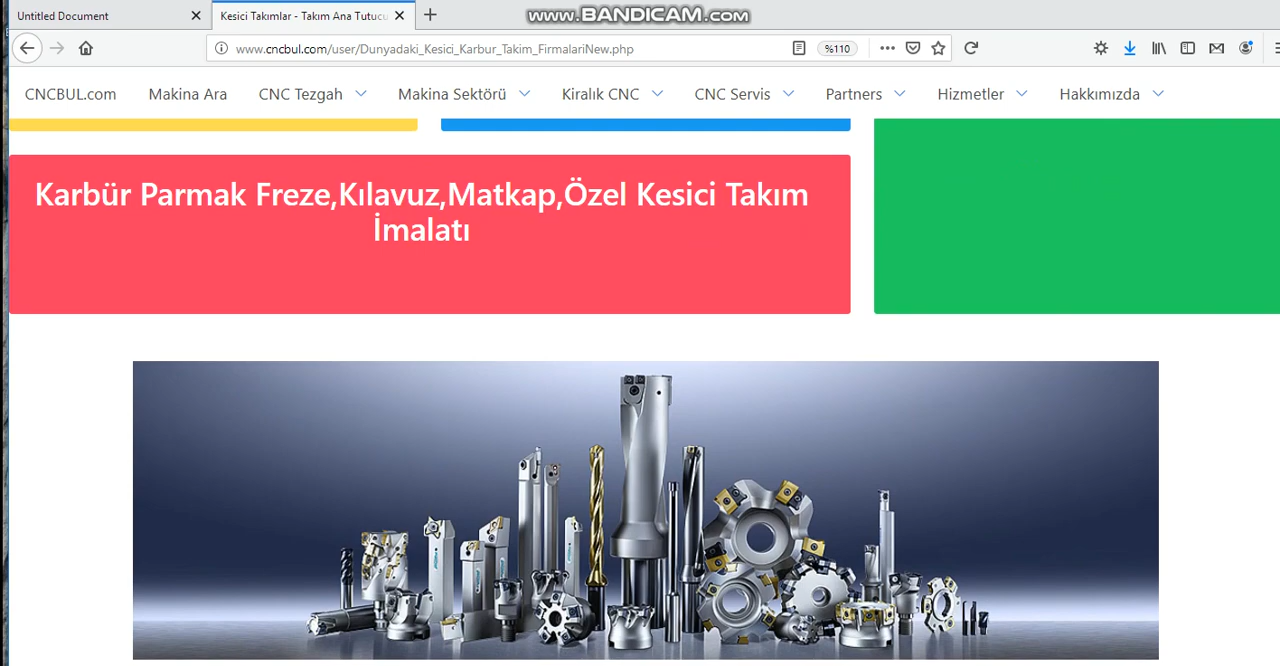 Untitled Document
Kesici Takımlar - Takım Ana Tutucu
www.BANDICAM.com
www.cncbul.com/user/Dunyadaki_Kesici_Karbur_Takim_FirmalariNew.php
%110
CNCBUL.com
Makina Ara
CNC Tezgah
Makina Sektörü
Kiralık CNC
CNC Servis
Partners
Hizmetler
Hakkımızda
Karbür Parmak Freze,Kılavuz,Matkap,Özel Kesici Takım
İmalatı